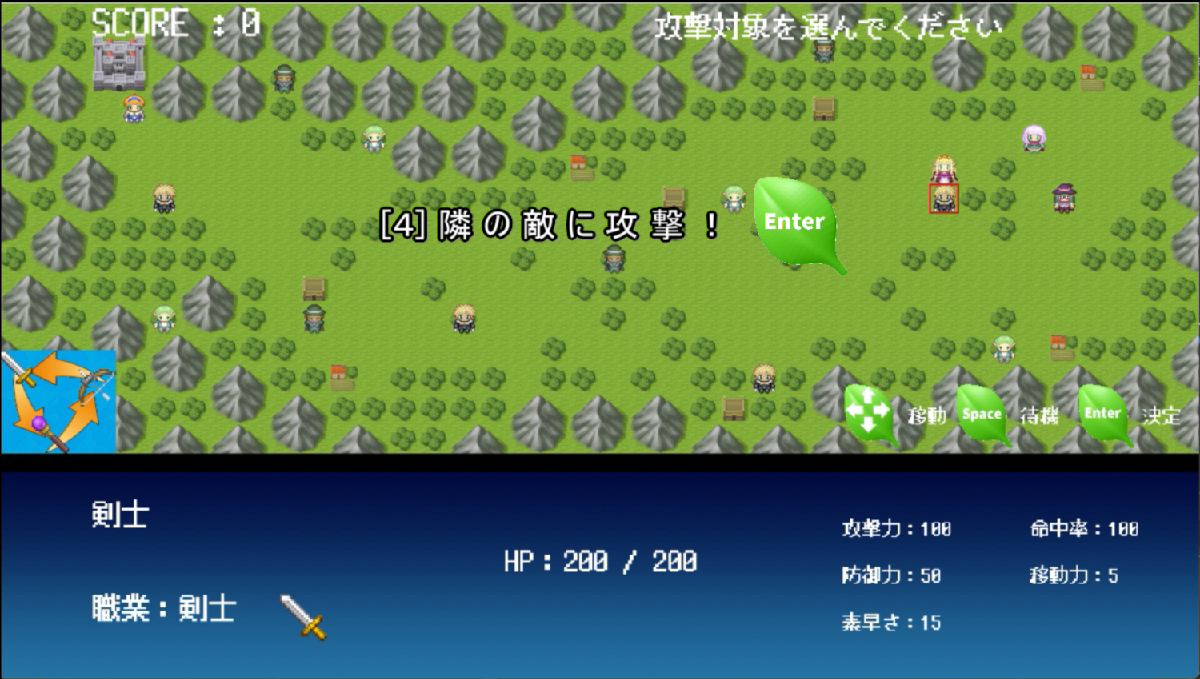 SCORE : 0
攻撃対象を選んでください
[4]隣の敵に攻撃！
Enter
移動
Space
待機
Enter
決定
剣士
HP : 200 / 200
職業：剣士
攻撃力：100
命中率：100
防御力：50
移動力：5
素早さ：15